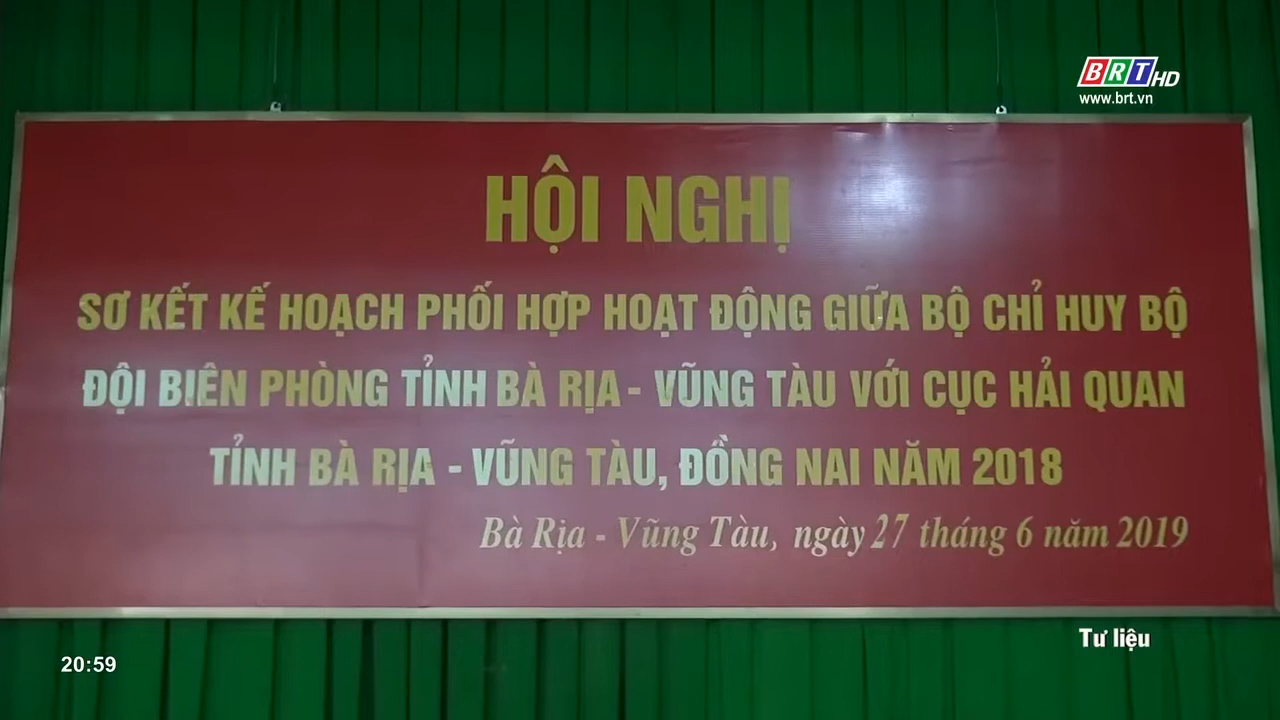 BRT HD
www.brt.vn
HỘI NGHỊ
SƠ KẾT KẾ HOẠCH PHỐI HỢP HOẠT ĐỘNG GIỮA BỘ CHỈ HUY BỘ
ĐỘI BIÊN PHÒNG TỈNH BÀ RỊA - VŨNG TÀU VỚI CỤC HẢI QUAN
TỈNH BÀ RỊA - VŨNG TÀU, ĐỒNG NAI NĂM 2018
Bà Rịa - Vũng Tàu, ngày 27 tháng 6 năm 2019
Tư liệu
20:59